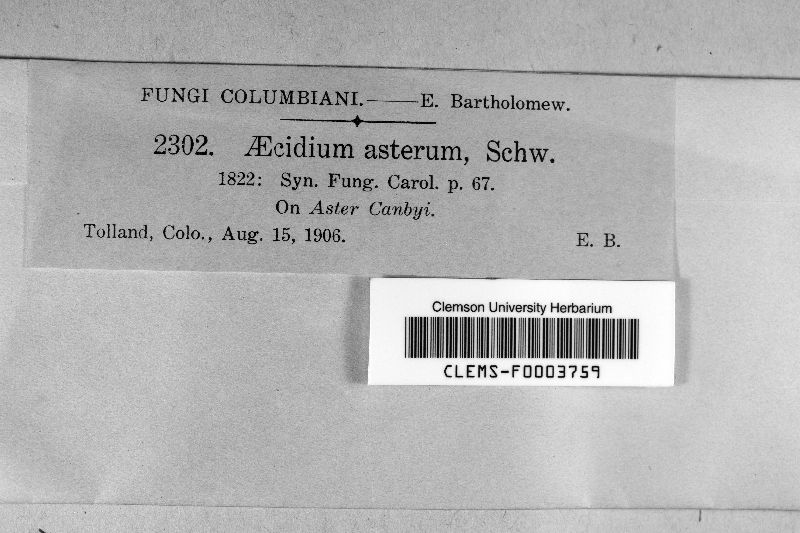 FUNGI COLUMBIANI.——E. Bartholomew.
2302. Æcidium asterum, Schw.
1822: Syn. Fung. Carol. p. 67.
On Aster Canbyi.
Tolland, Colo., Aug. 15, 1906. E. B.
Clemson University Herbarium
CLEMS-F0003759